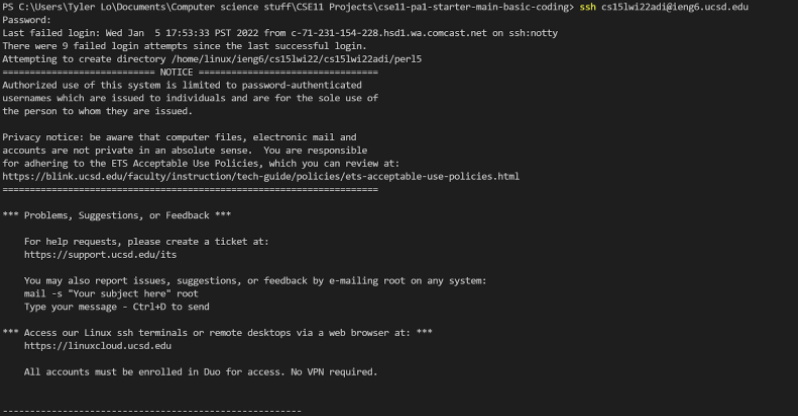 PS C:\Users\Tyler Lo\Documents\Computer science stuff\CSE11 Projects\cse11-pa1-starter-main-basic-coding> ssh cs15lwi22adi@ieng6.ucsd.edu
Password:
Last failed login: Wed Jan  5 17:53:33 PST 2022 from c-71-231-154-228.hsd1.wa.comcast.net on ssh:notty
There were 9 failed login attempts since the last successful login.
Attempting to create directory /home/linux/ieng6/cs15lwi22/cs15lwi22adi/perl5
============================ NOTICE =================================
Authorized use of this system is limited to password-authenticated
usernames which are issued to individuals and are for the sole use of
the person to whom they are issued.

Privacy notice: be aware that computer files, electronic mail and
accounts are not private in an absolute sense.  You are responsible
for adhering to the ETS Acceptable Use Policies, which you can review at:
https://blink.ucsd.edu/faculty/instruction/tech-guide/policies/ets-acceptable-use-policies.html
=====================================================================

*** Problems, Suggestions, or Feedback ***

    For help requests, please create a ticket at:
    https://support.ucsd.edu/its

    You may also report issues, suggestions, or feedback by e-mailing root on any system:
    mail -s "Your subject here" root
    Type your message - Ctrl+D to send

*** Access our Linux ssh terminals or remote desktops via a web browser at: ***
    https://linuxcloud.ucsd.edu

    All accounts must be enrolled in Duo for access. No VPN required.

-------------------------------------------------------